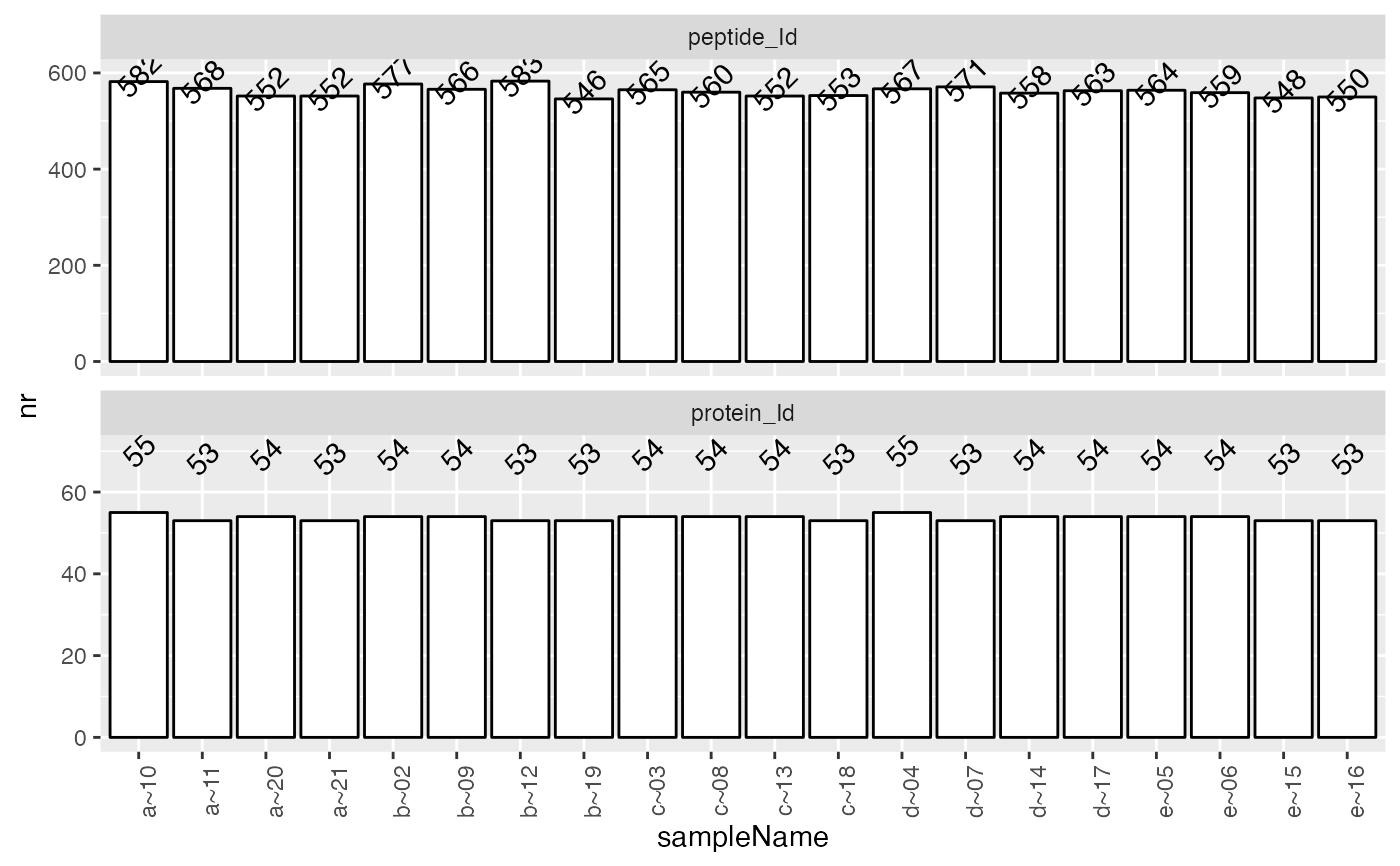 peptide_Id
600
400
200
0
582 568 552 552 577 566 583 546 565 560 552 553 567 571 558 563 564 559 548 550
nr
protein_Id
60
40
20
0
55 53 54 53 54 54 53 53 54 54 54 53 55 53 54 54 54 54 53 53
a~10 a~11 a~20 a~21 b~02 b~09 b~12 b~19 c~03 c~08 c~13 c~18 d~04 d~07 d~14 d~17 e~05 e~06 e~15 e~16
sampleName